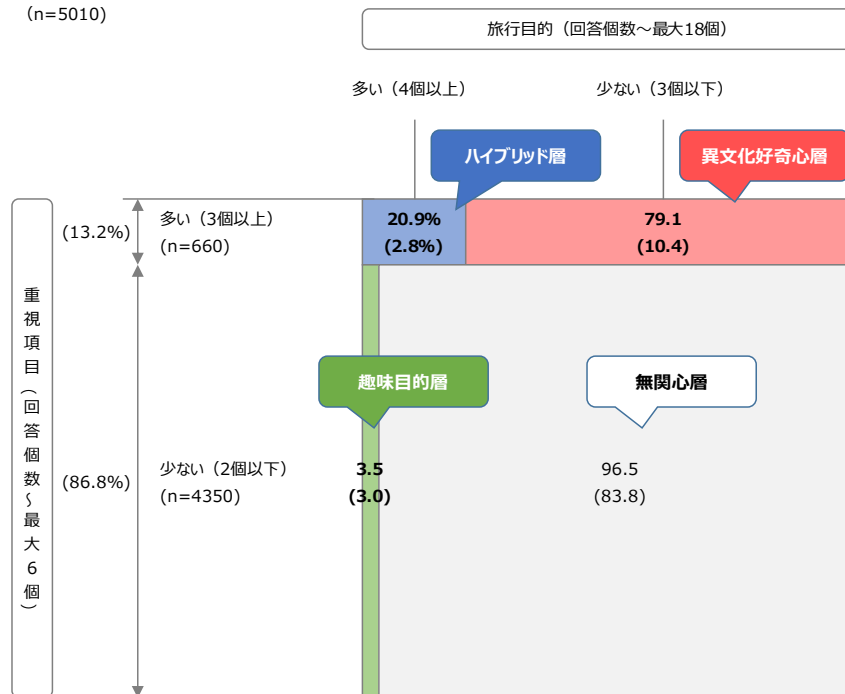 (n=5010)
旅行目的（回答個数～最大18個）
多い（4個以上）
少ない（3個以下）
ハイブリッド層
異文化好奇心層
(13.2%)
多い（3個以上）
(n=660)
20.9%
(2.8%)
79.1
(10.4)
重視項目（回答個数～最大6個）
趣味目的層
無関心層
(86.8%)
少ない（2個以下）
(n=4350)
3.5
(3.0)
96.5
(83.8)